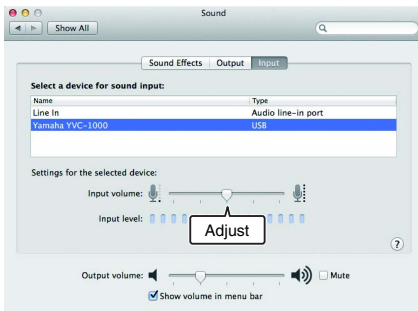 Sound
Show All
Sound Effects Output Input
Select a device for sound input:
Name Type
Line In Audio line-in port
Yamaha YVC-1000 USB
Settings for the selected device:
Input volume:
Input level:
Adjust
?
Output volume: Mute
Show volume in menu bar